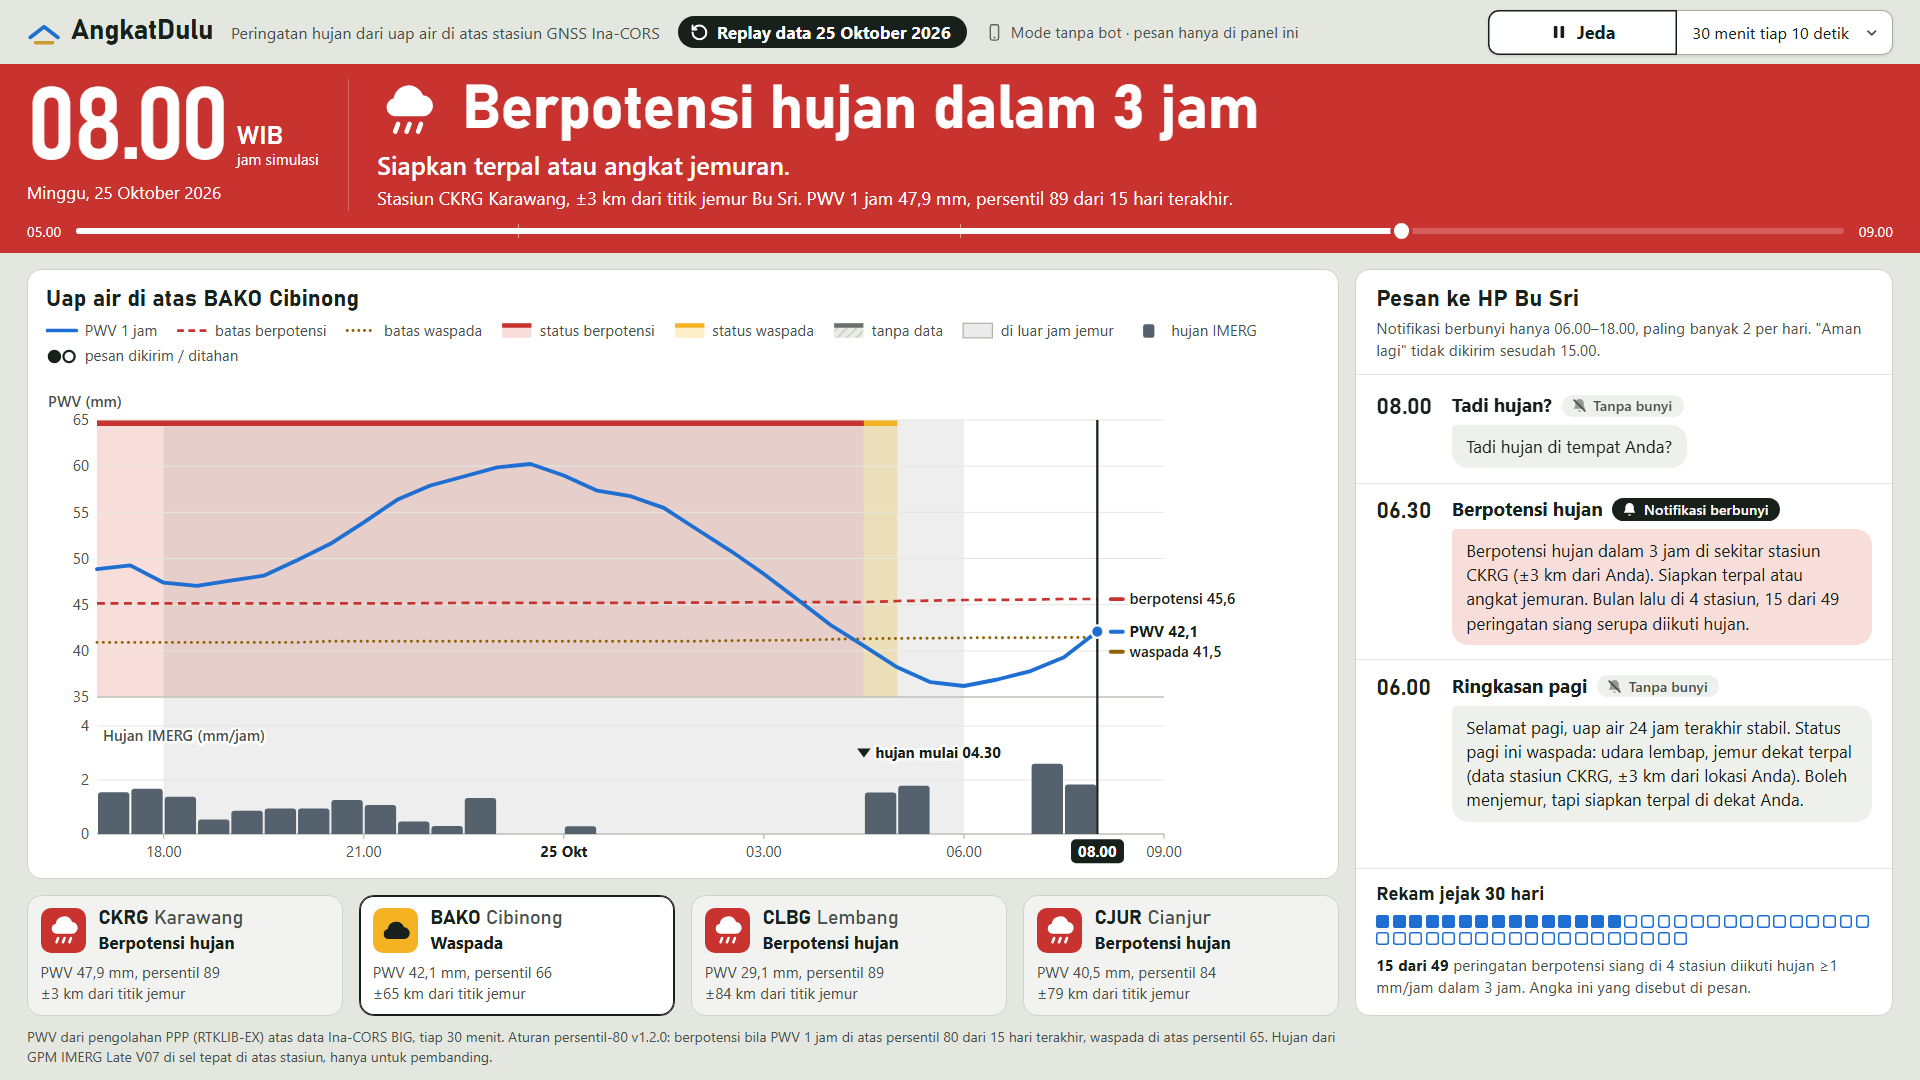 AngkatDulu
Peringatan hujan dari uap air di atas stasiun GNSS Ina-CORS
Replay data 25 Oktober 2026
Mode tanpa bot · pesan hanya di panel ini
Jeda
30 menit tiap 10 detik
08.00 WIB
jam simulasi
Minggu, 25 Oktober 2026
Berpotensi hujan dalam 3 jam
Siapkan terpal atau angkat jemuran.
Stasiun CKRG Karawang, ±3 km dari titik jemur Bu Sri. PWV 1 jam 47,9 mm, persentil 89 dari 15 hari terakhir.
05.00
09.00
Uap air di atas BAKO Cibinong
PWV 1 jam
batas berpotensi
batas waspada
status berpotensi
status waspada
tanpa data
di luar jam jemur
hujan IMERG
pesan dikirim / ditahan
PWV (mm)
65
60
55
50
45
40
35
berpotensi 45,6
PWV 42,1
waspada 41,5
4
2
0
Hujan IMERG (mm/jam)
hujan mulai 04.30
18.00
21.00
25 Okt
03.00
06.00
08.00
09.00
Pesan ke HP Bu Sri
Notifikasi berbunyi hanya 06.00–18.00, paling banyak 2 per hari. "Aman
lagi" tidak dikirim sesudah 15.00.
08.00 Tadi hujan? Tanpa bunyi
Tadi hujan di tempat Anda?
06.30 Berpotensi hujan Notifikasi berbunyi
Berpotensi hujan dalam 3 jam di sekitar stasiun
CKRG (±3 km dari Anda). Siapkan terpal atau
angkat jemuran. Bulan lalu di 4 stasiun, 15 dari 49
peringatan siang serupa diikuti hujan.
06.00 Ringkasan pagi Tanpa bunyi
Selamat pagi, uap air 24 jam terakhir stabil. Status
pagi ini waspada: udara lembap, jemur dekat terpal
(data stasiun CKRG, ±3 km dari lokasi Anda). Boleh
menjemur, tapi siapkan terpal di dekat Anda.
Rekam jejak 30 hari
15 dari 49 peringatan berpotensi siang di 4 stasiun diikuti hujan ≥1
mm/jam dalam 3 jam. Angka ini yang disebut di pesan.
CKRG Karawang
Berpotensi hujan
PWV 47,9 mm, persentil 89
±3 km dari titik jemur
BAKO Cibinong
Waspada
PWV 42,1 mm, persentil 66
±65 km dari titik jemur
CLBG Lembang
Berpotensi hujan
PWV 29,1 mm, persentil 89
±84 km dari titik jemur
CJUR Cianjur
Berpotensi hujan
PWV 40,5 mm, persentil 84
±79 km dari titik jemur
PWV dari pengolahan PPP (RTKLIB-EX) atas data Ina-CORS BIG, tiap 30 menit. Aturan persentil-80 v1.2.0: berpotensi bila PWV 1 jam di atas persentil 80 dari 15 hari terakhir, waspada di atas persentil 65. Hujan dari
GPM IMERG Late V07 di sel tepat di atas stasiun, hanya untuk pembanding.